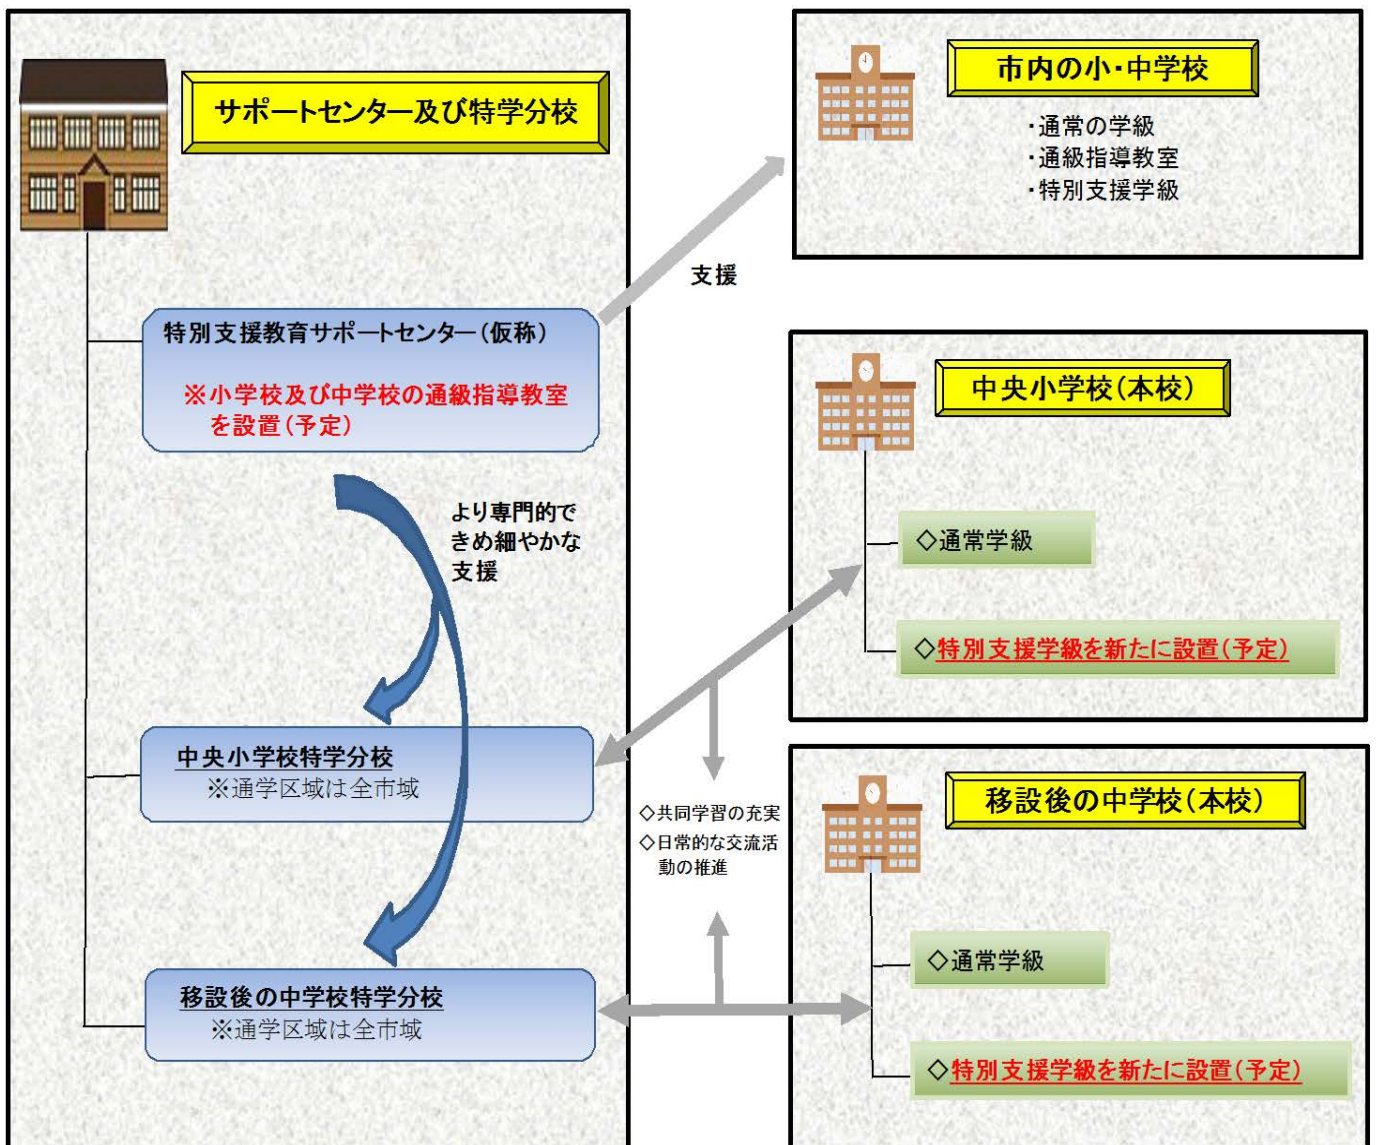 サポートセンター及び特学分校
特別支援教育サポートセンター(仮称)
※小学校及び中学校の通級指導教室
を設置(予定)
より専門的で
きめ細やかな
支援
中央小学校特学分校
※通学区域は全市域
移設後の中学校特学分校
※通学区域は全市域
支援
◇共同学習の充実
◇日常的な交流活
動の推進
市内の小・中学校
・通常の学級
・通級指導教室
・特別支援学級
中央小学校(本校)
◇通常学級
◇特別支援学級を新たに設置(予定)
移設後の中学校(本校)
◇通常学級
◇特別支援学級を新たに設置(予定)